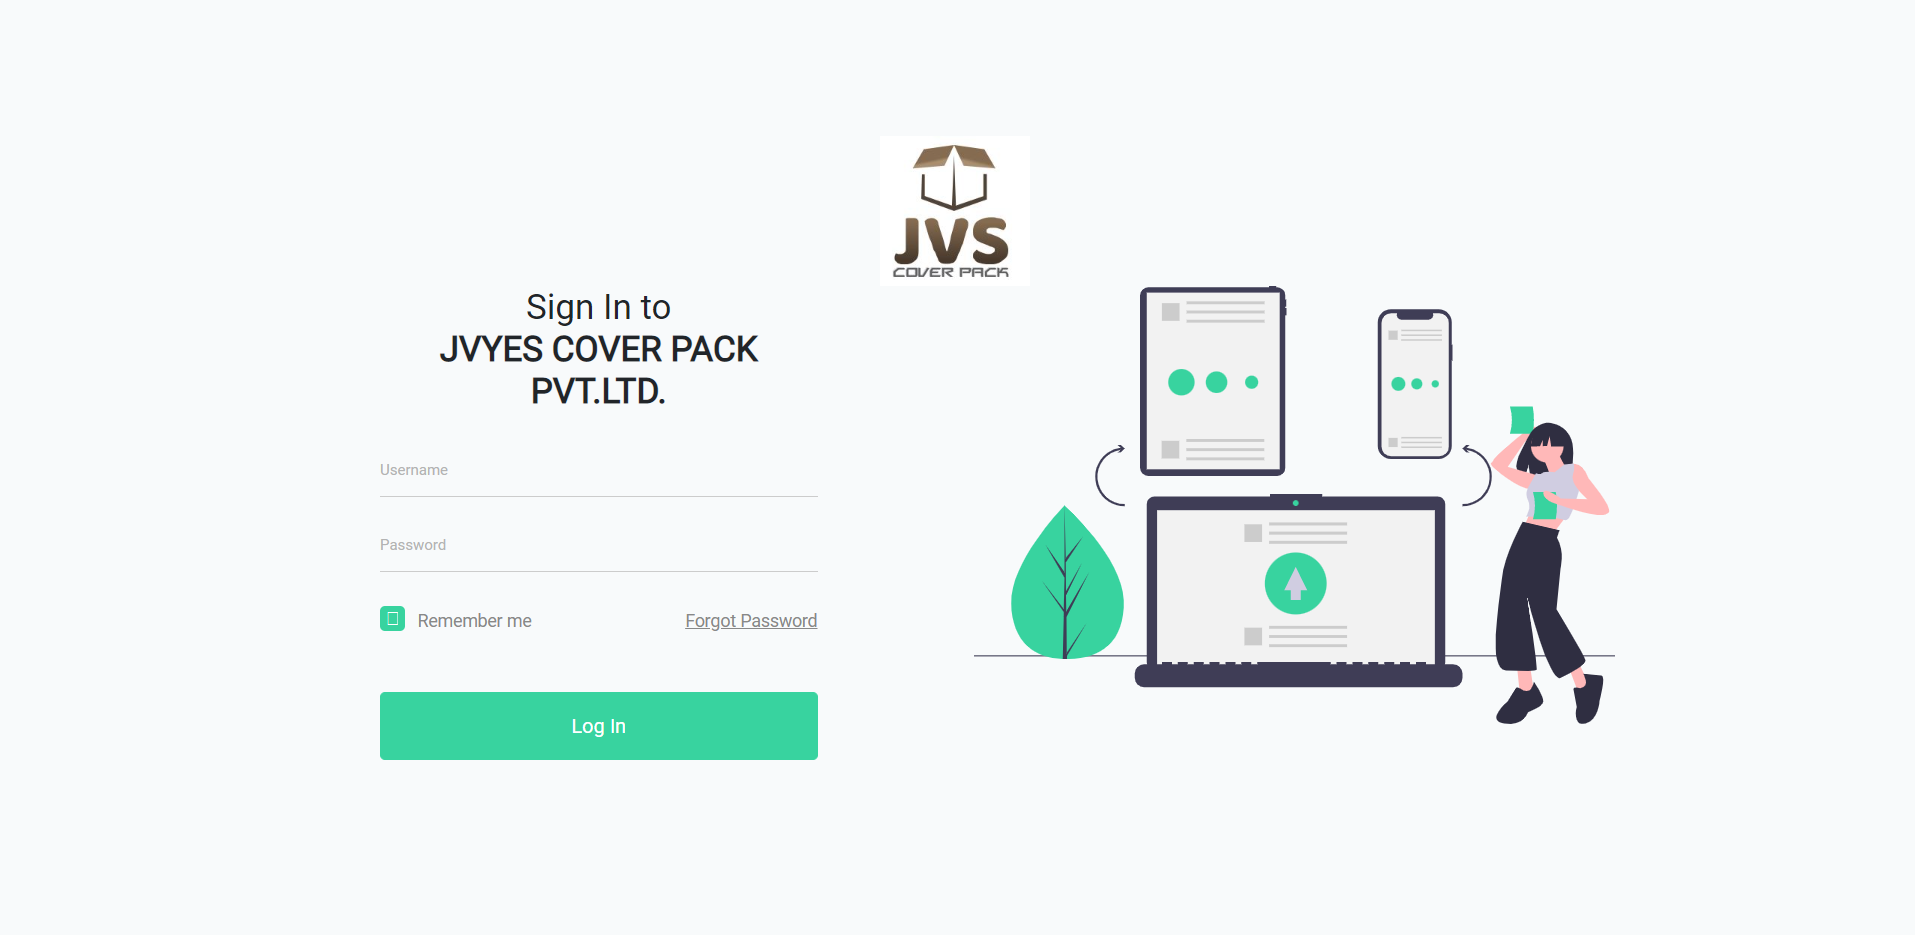 JVS
COVER PACK
Sign In to
JVYES COVER PACK
PVT.LTD.
Username
Password
Remember me
Forgot Password
Log In